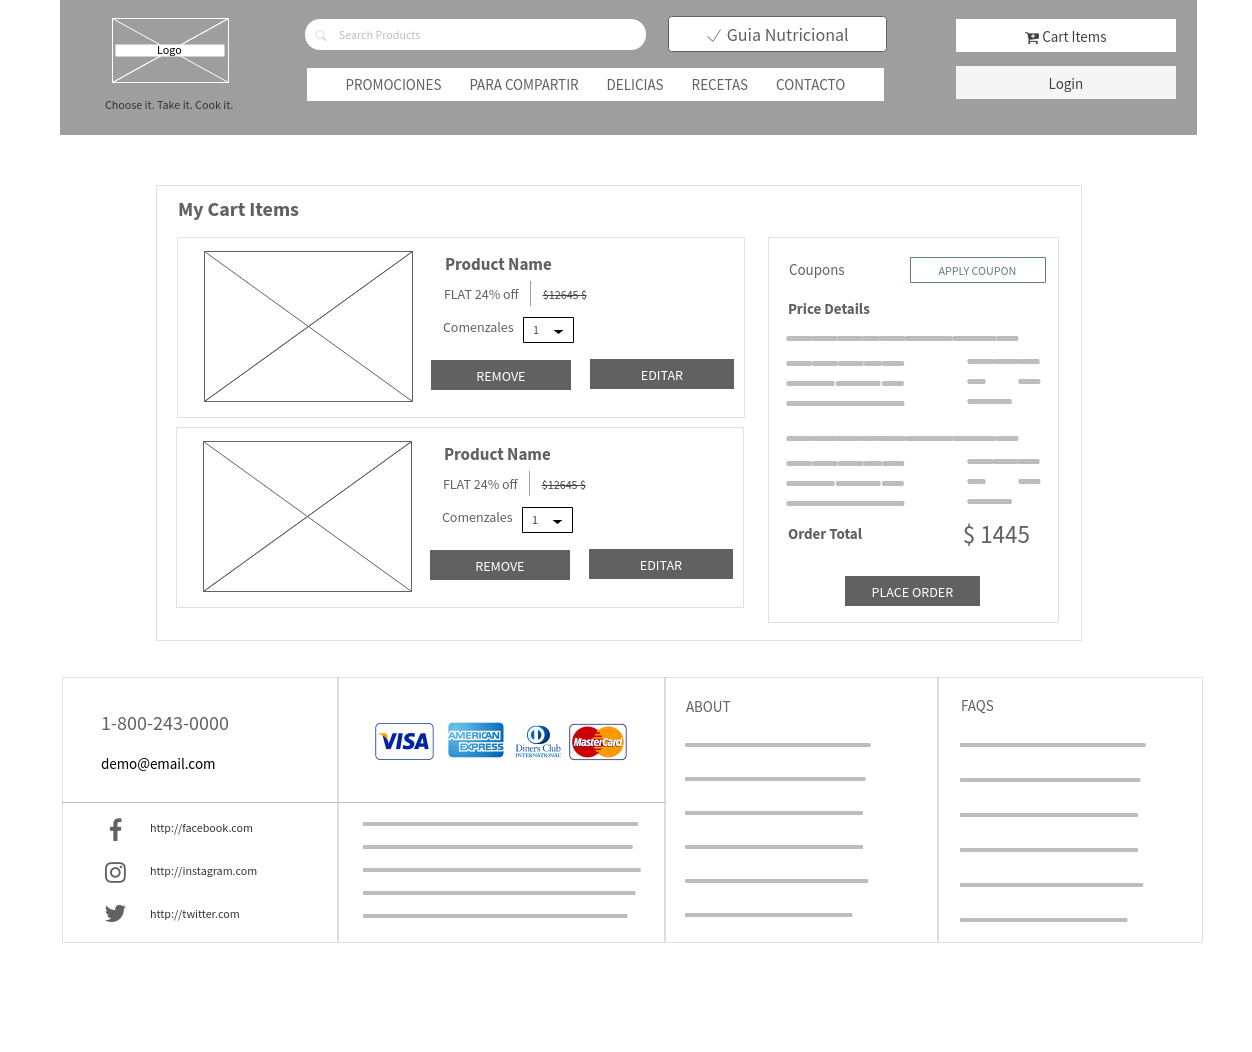 Logo
Choose it. Take it. Cook it.
Search Products
Guia Nutricional
Cart Items
PROMOCIONES PARA COMPARTIR DELICIAS RECETAS CONTACTO
Login
My Cart Items
Product Name
FLAT 24% off $12645 $
Comenzales 1
REMOVE EDITAR
Product Name
FLAT 24% off $12645 $
Comenzales 1
REMOVE EDITAR
Coupons APPLY COUPON
Price Details
Order Total $ 1445
PLACE ORDER
1-800-243-0000
demo@email.com
http://facebook.com
http://instagram.com
http://twitter.com
VISA
AMERICAN EXPRESS
Diners Club INTERNATIONAL
MasterCard
ABOUT
FAQS